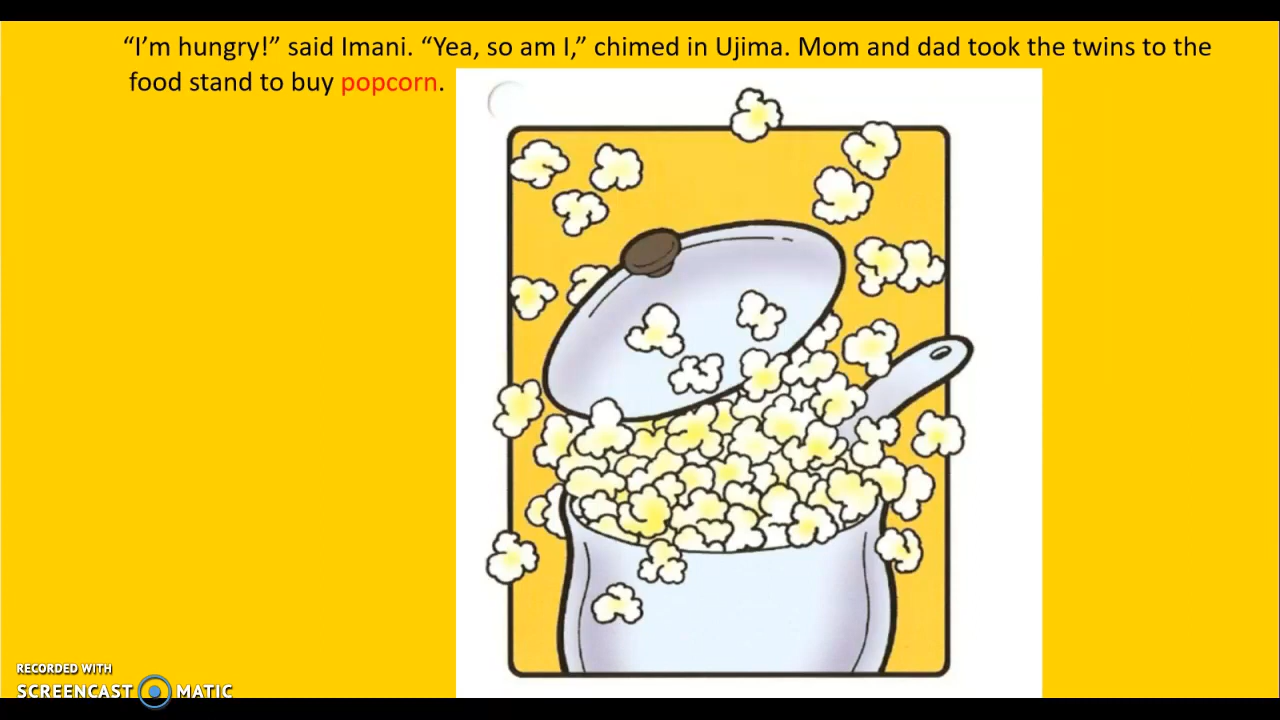 “I’m hungry!” said Imani. “Yea, so am I,” chimed in Ujima. Mom and dad took the twins to the
food stand to buy popcorn.
RECORDED WITH
SCREENCAST MATIC